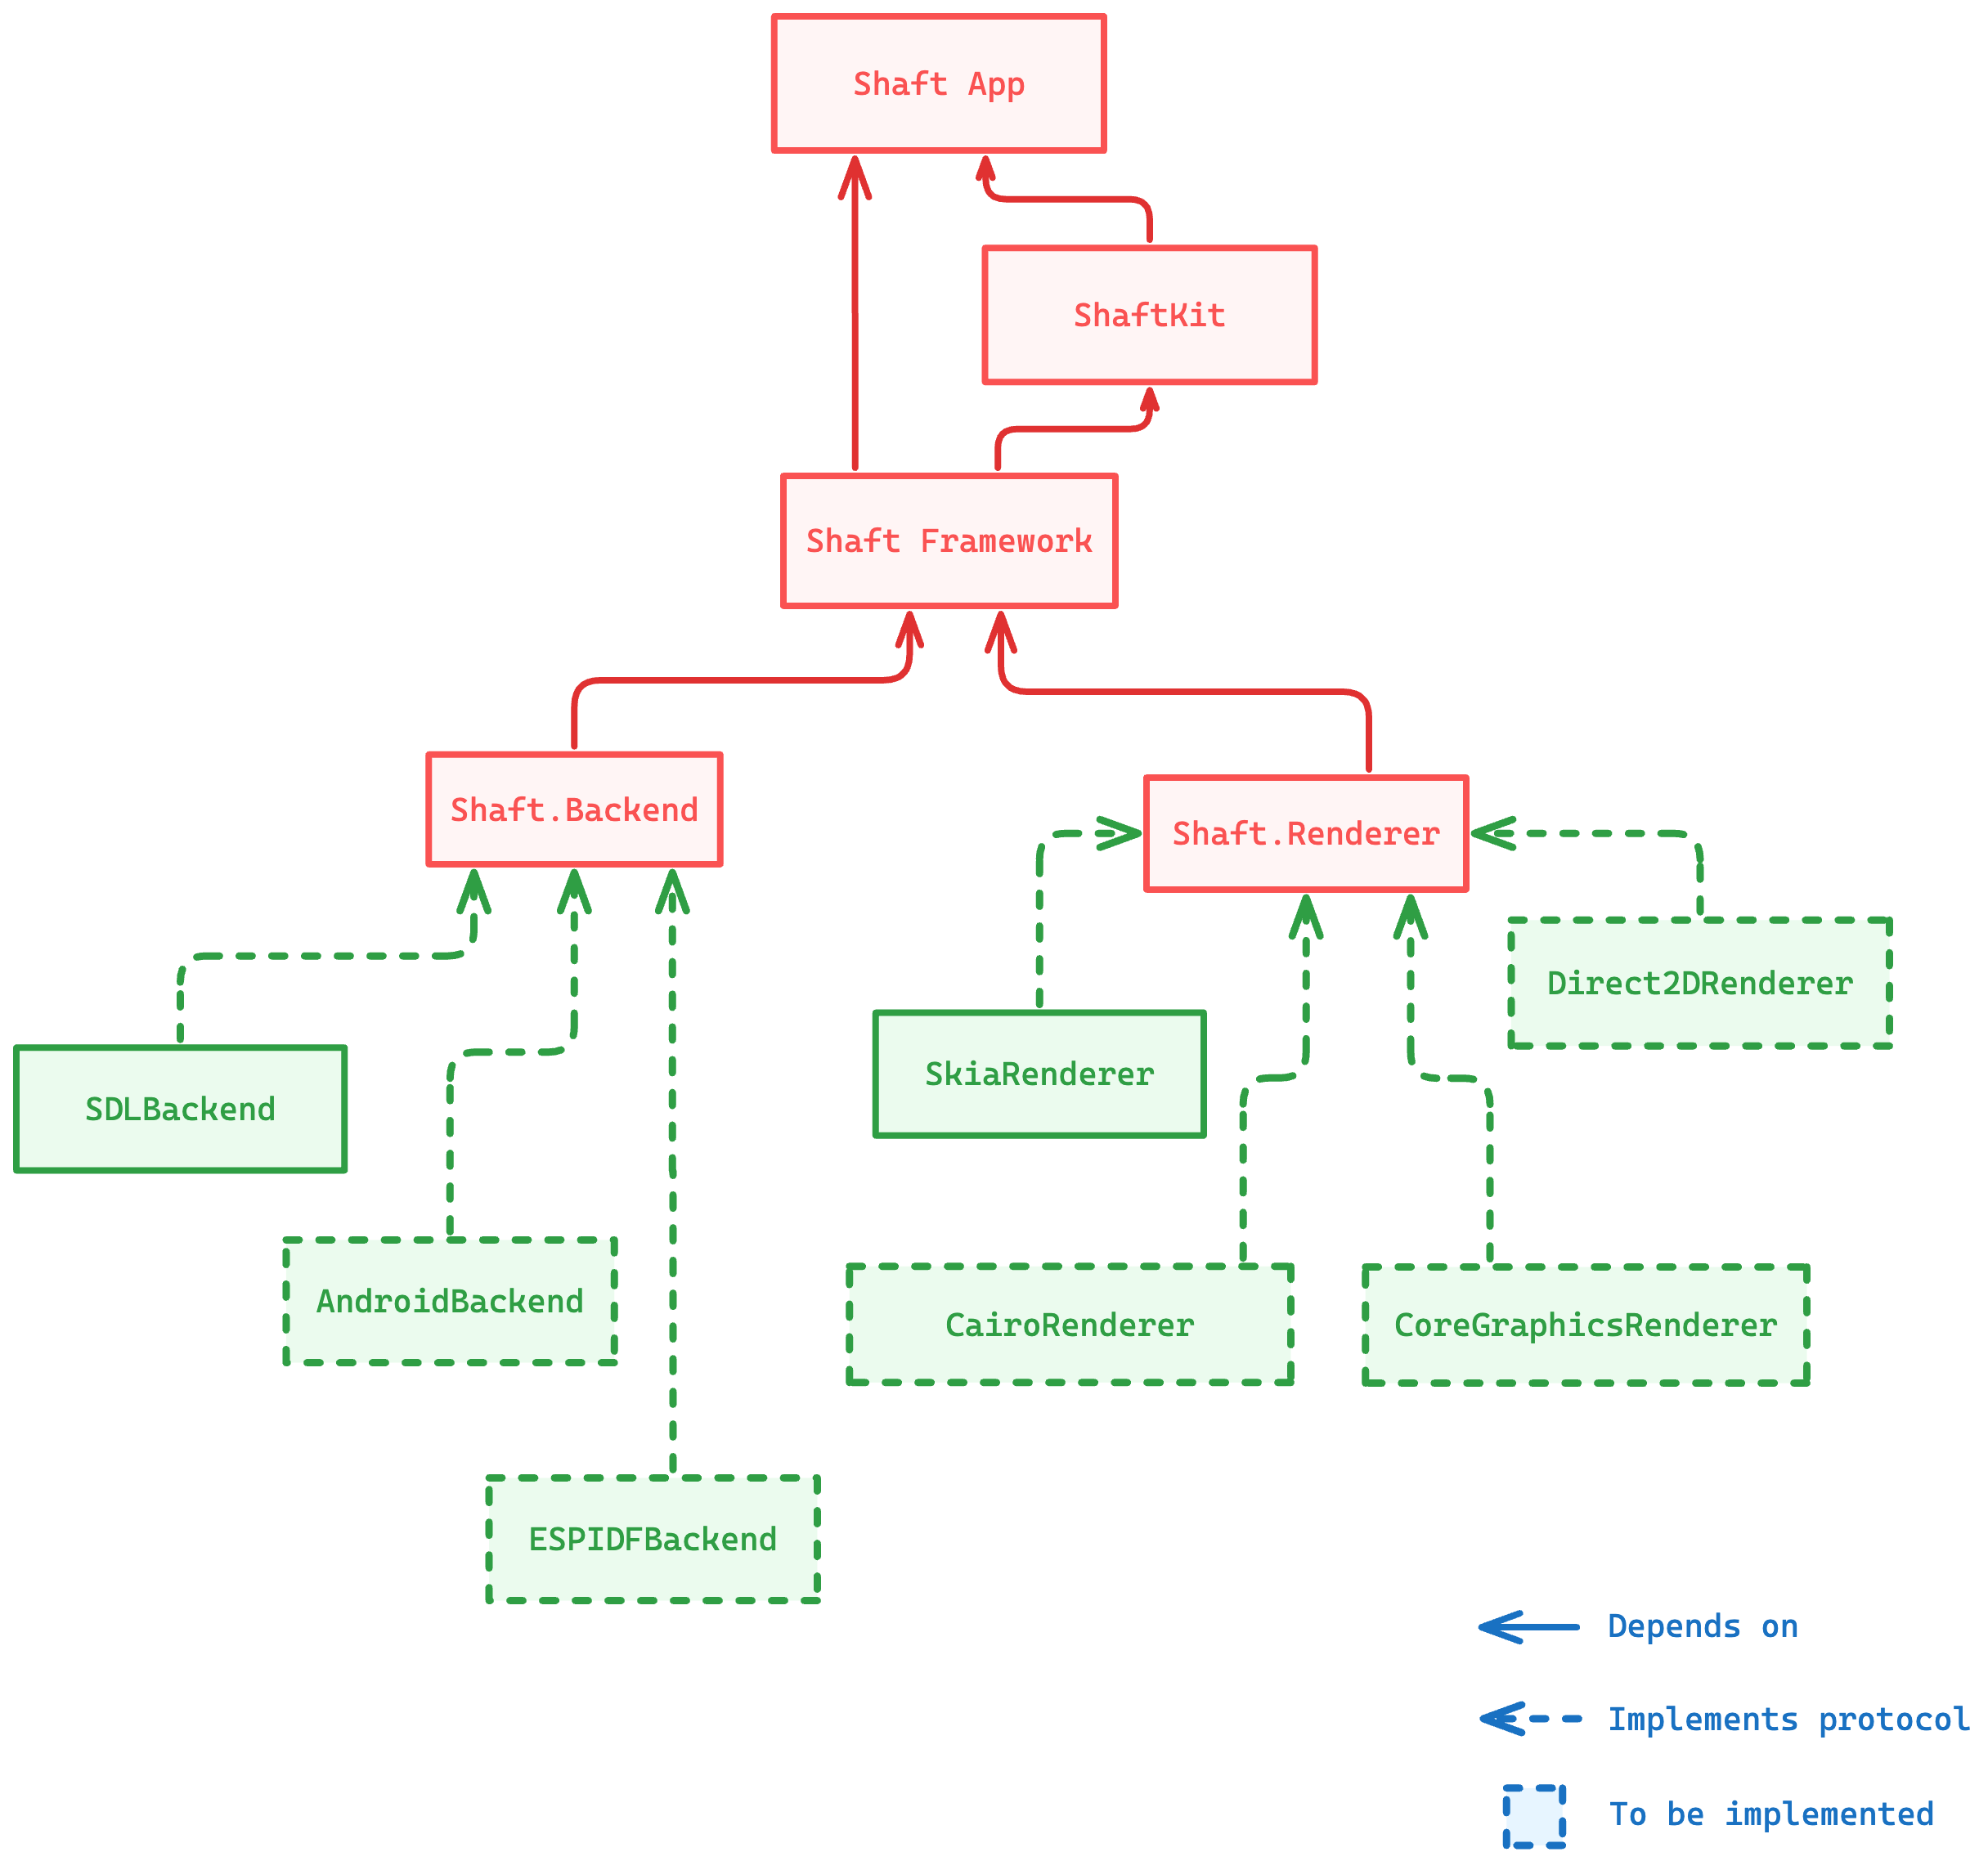 Shaft App
ShaftKit
Shaft Framework
Shaft.Backend
Shaft.Renderer
Direct2DRenderer
SkiaRenderer
SDLBackend
AndroidBackend
CairoRenderer
CoreGraphicsRenderer
ESPIDFBackend
Depends on
Implements protocol
To be implemented